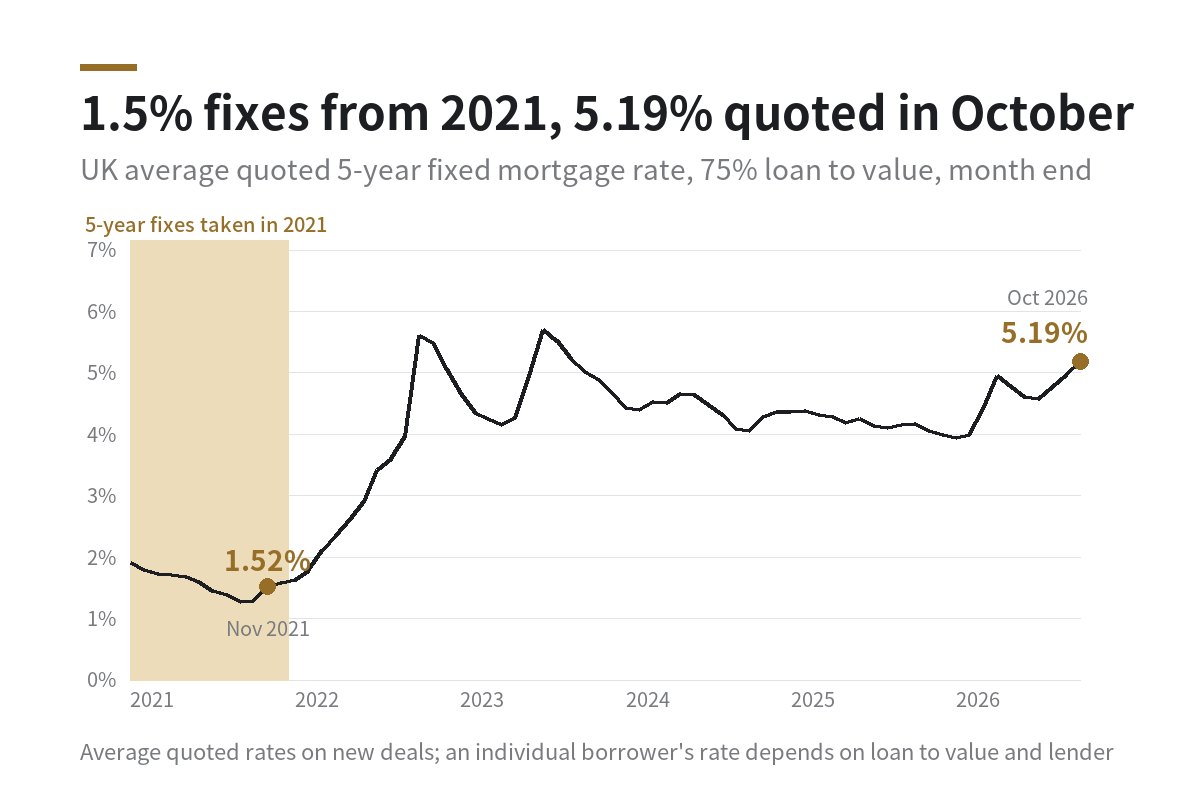 1.5% fixes from 2021, 5.19% quoted in October
UK average quoted 5-year fixed mortgage rate, 75% loan to value, month end
5-year fixes taken in 2021
7%
6%
5%
4%
3%
2%
1%
0%
Oct 2026
5.19%
1.52%
Nov 2021
2021
2022
2023
2024
2025
2026
Average quoted rates on new deals; an individual borrower's rate depends on loan to value and lender